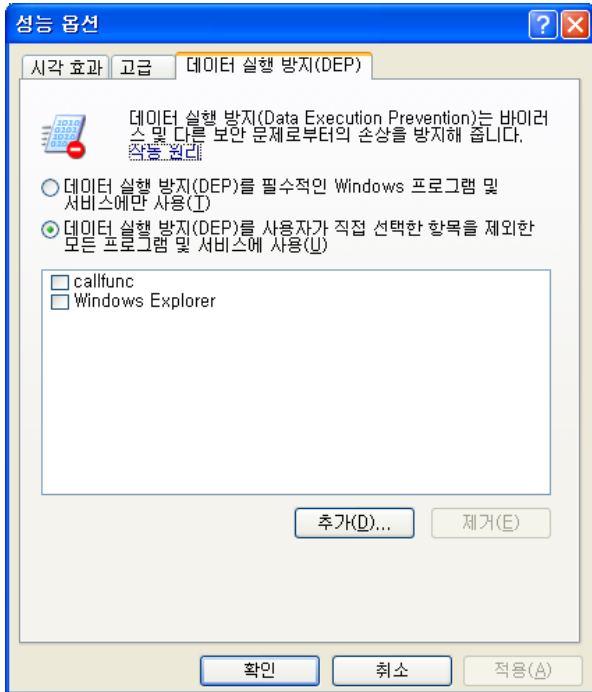 성능 옵션
시각 효과 고급 데이터 실행 방지(DEP)
데이터 실행 방지(Data Execution Prevention)는 바이러
스 및 다른 보안 문제로부터의 손상을 방지해 줍니다.
작동 원리
데이터 실행 방지(DEP)를 필수적인 Windows 프로그램 및
서비스에만 사용(T)
데이터 실행 방지(DEP)를 사용자가 직접 선택한 항목을 제외한
모든 프로그램 및 서비스에 사용(U)
callfunc
Windows Explorer
추가(D)... 제거(E)
확인 취소 적용(A)